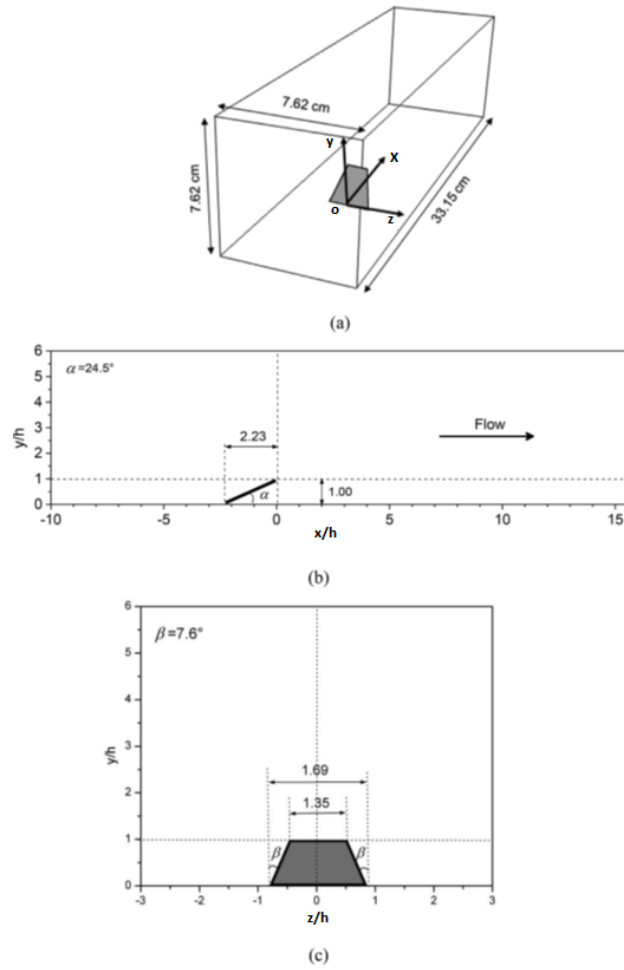 7.62 cm
y
X
7.62 cm
O
z
33.15 cm
(a)
6
α=24.5°
5
4
y/h
3
2.23
Flow
2
1
α
1.00
0
-10
-5
0
5
10
15
x/h
(b)
6
β=7.6°
5
4
y/h
3
1.69
2
1.35
1
β
β
0
-3
-2
-1
0
1
2
3
z/h
(c)